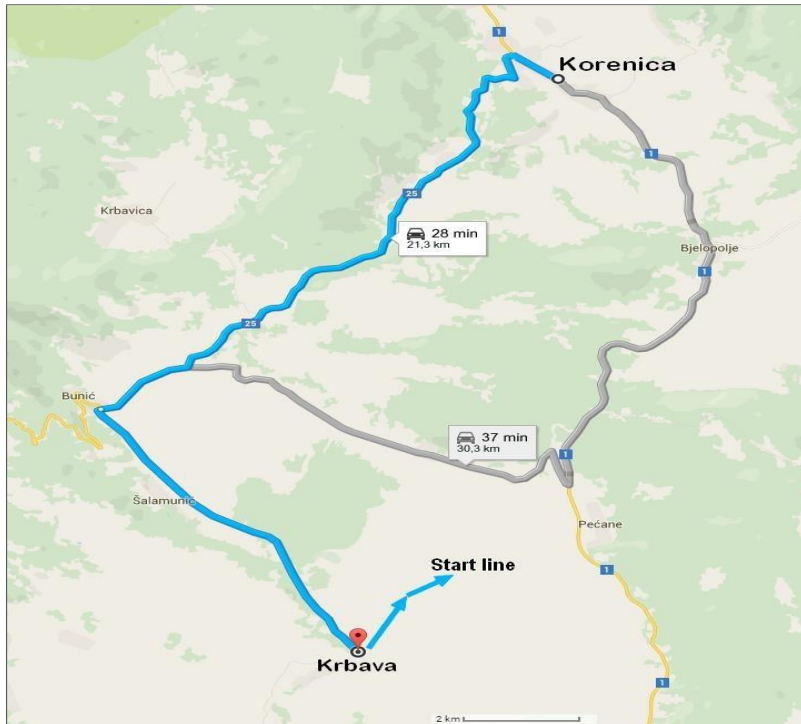 1
Korenica
1
25
Krbavica
28 min
21,3 km
Bjelopolje
1
25
Bunić
37 min
30,3 km
1
Šalamunić
Pećane
Start line
1
Krbava
1
2 km